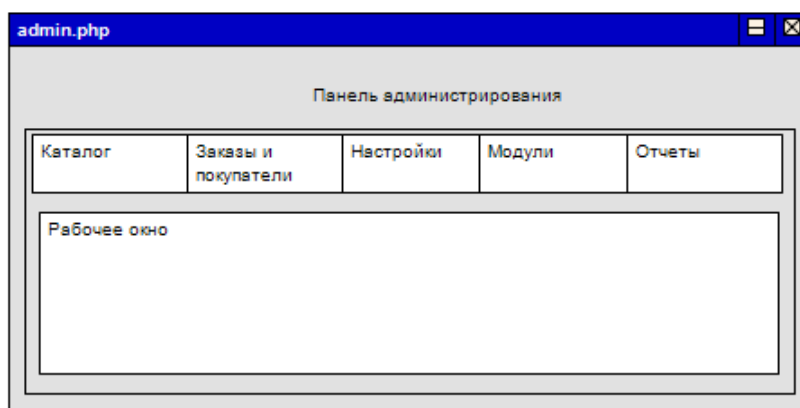 admin.php
Панель администрирования
Каталог
Заказы и
покупатели
Настройки
Модули
Отчеты
Рабочее окно